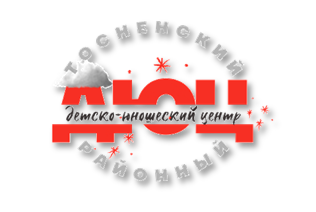 ТОСНЕНСКИЙ
ДЮЦ
детско-юношеский центр
РАЙОННЫЙ